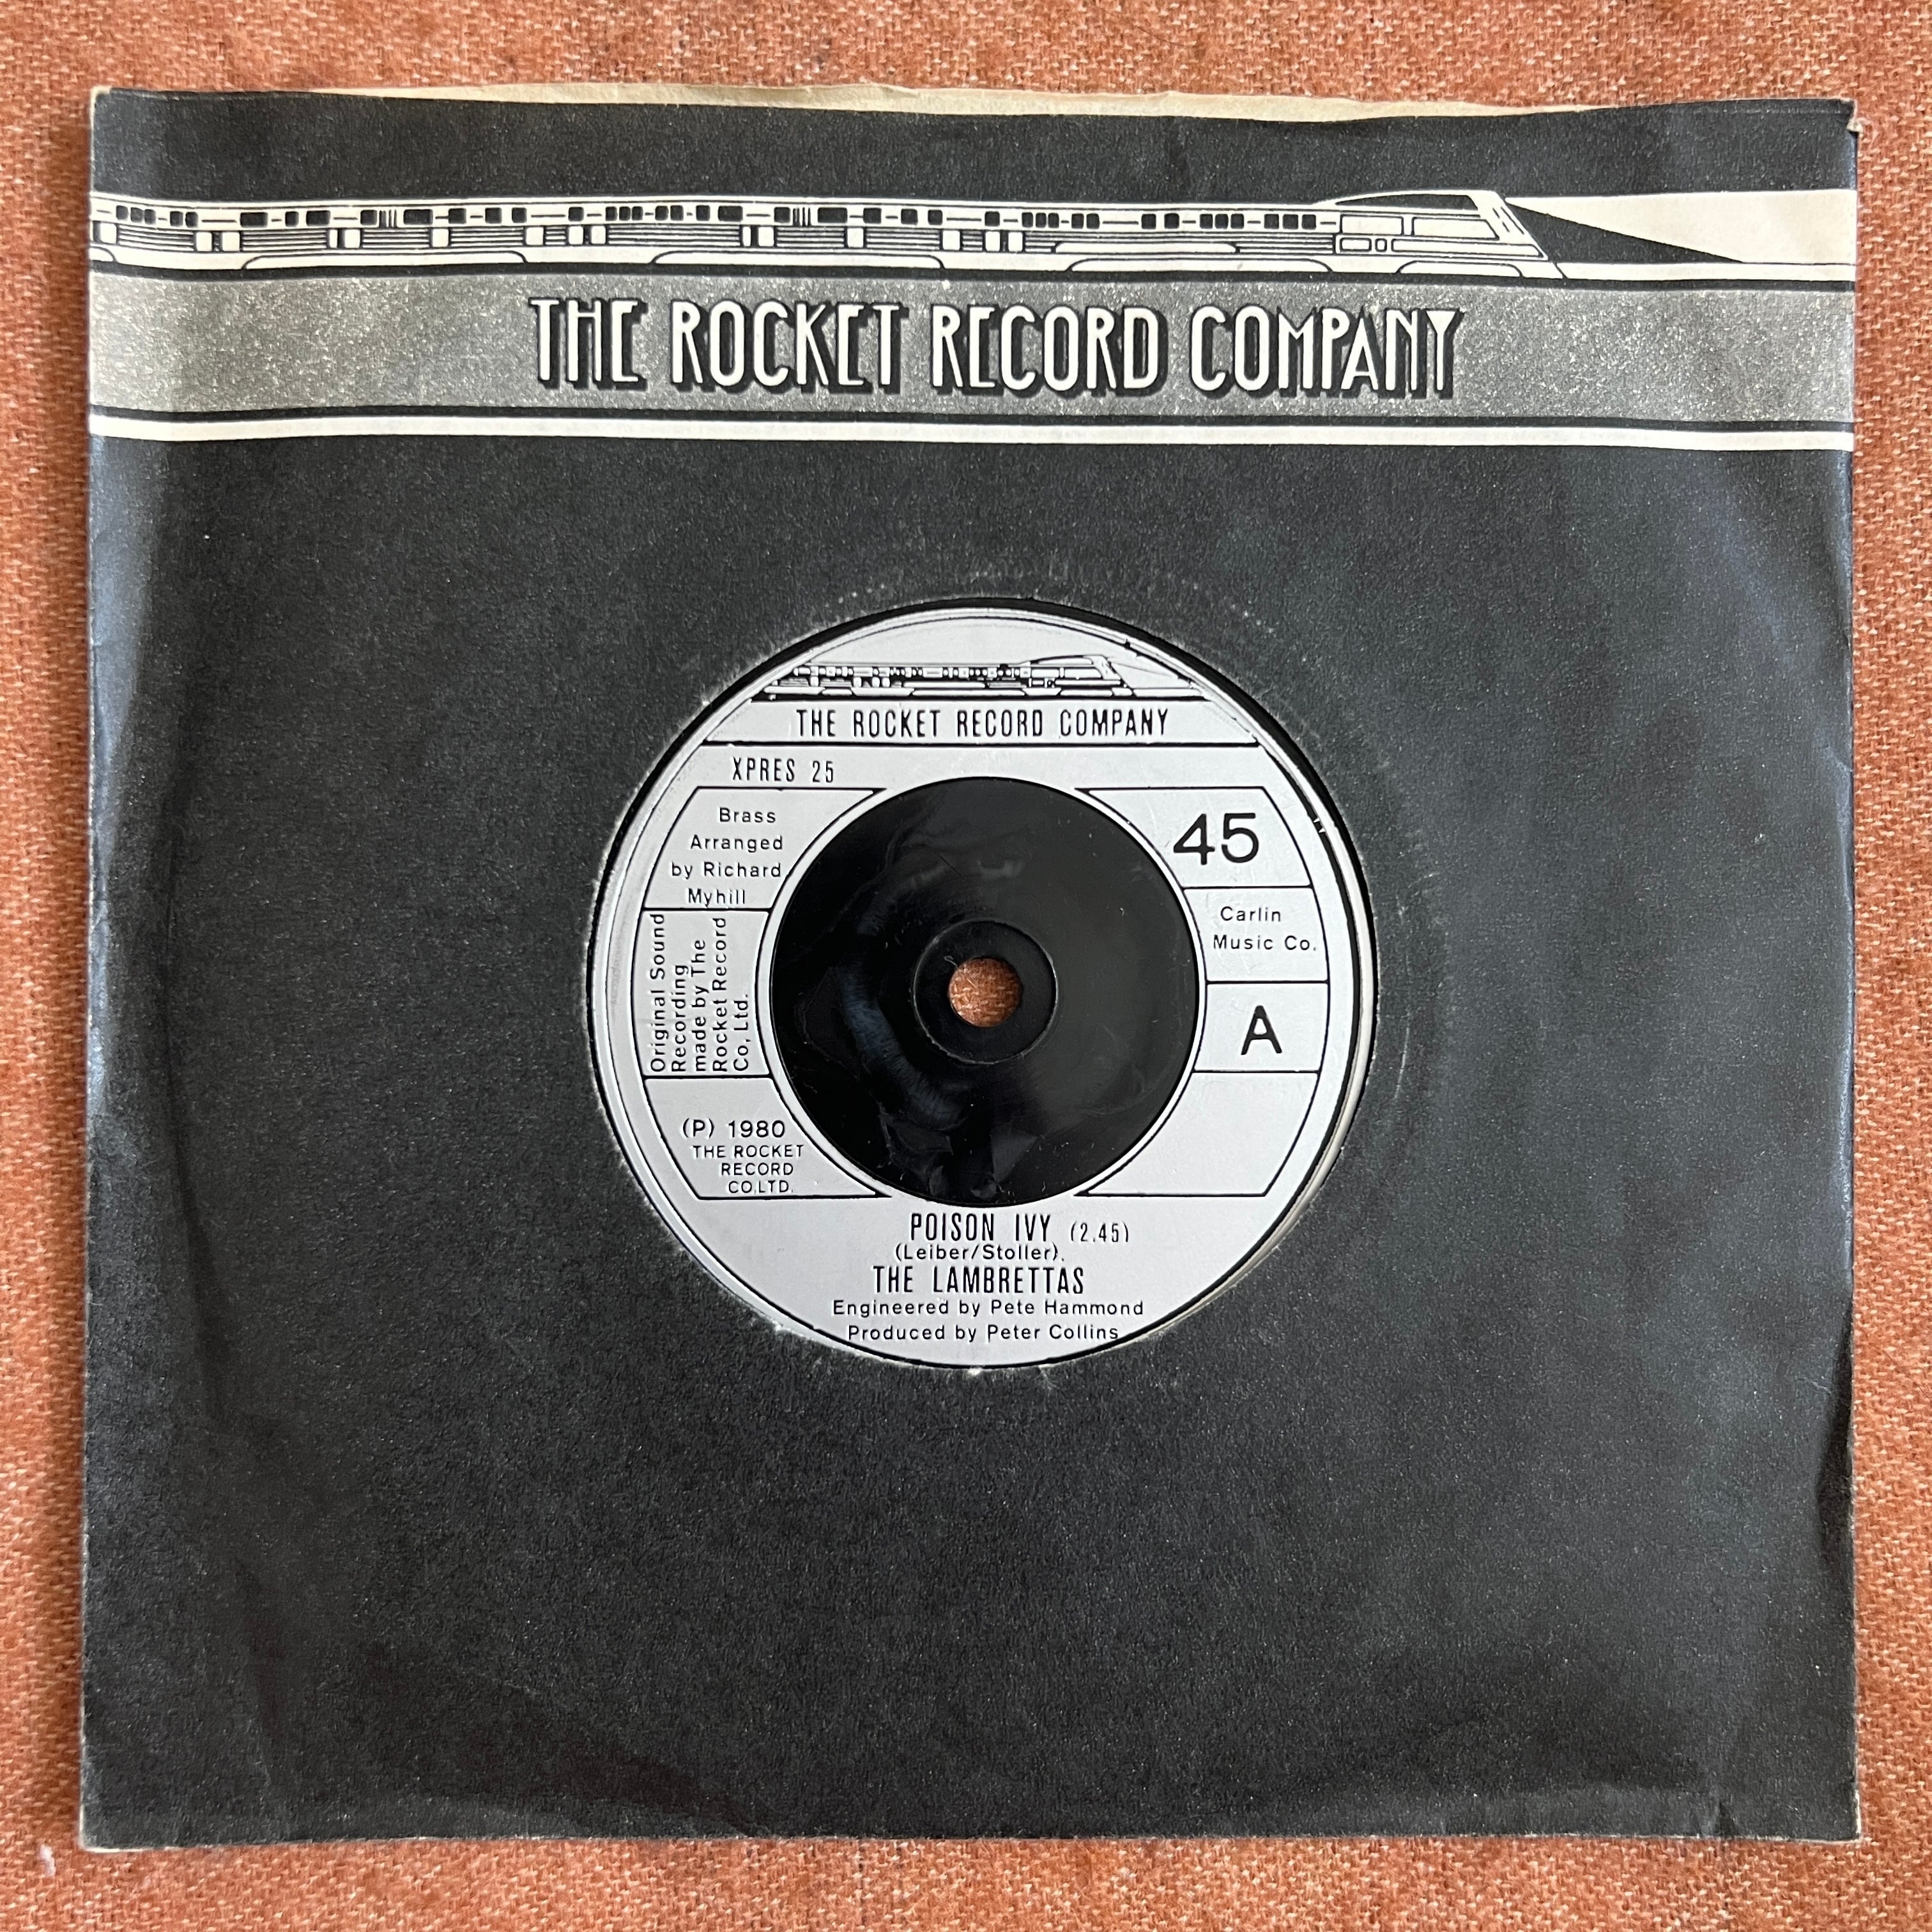 THE ROCKET RECORD COMPANY
THE ROCKET RECORD COMPANY
XPRES 25
Brass
Arranged
by Richard
Myhill
Original Sound
Recording
made by The
Rocket Record
Co, Ltd.
(P) 1980
THE ROCKET
RECORD
CO.LTD.
45
Carlin
Music Co.
A
POISON IVY (2.45)
(Leiber/Stoller).
THE LAMBRETTAS
Engineered by Pete Hammond
Produced by Peter Collins